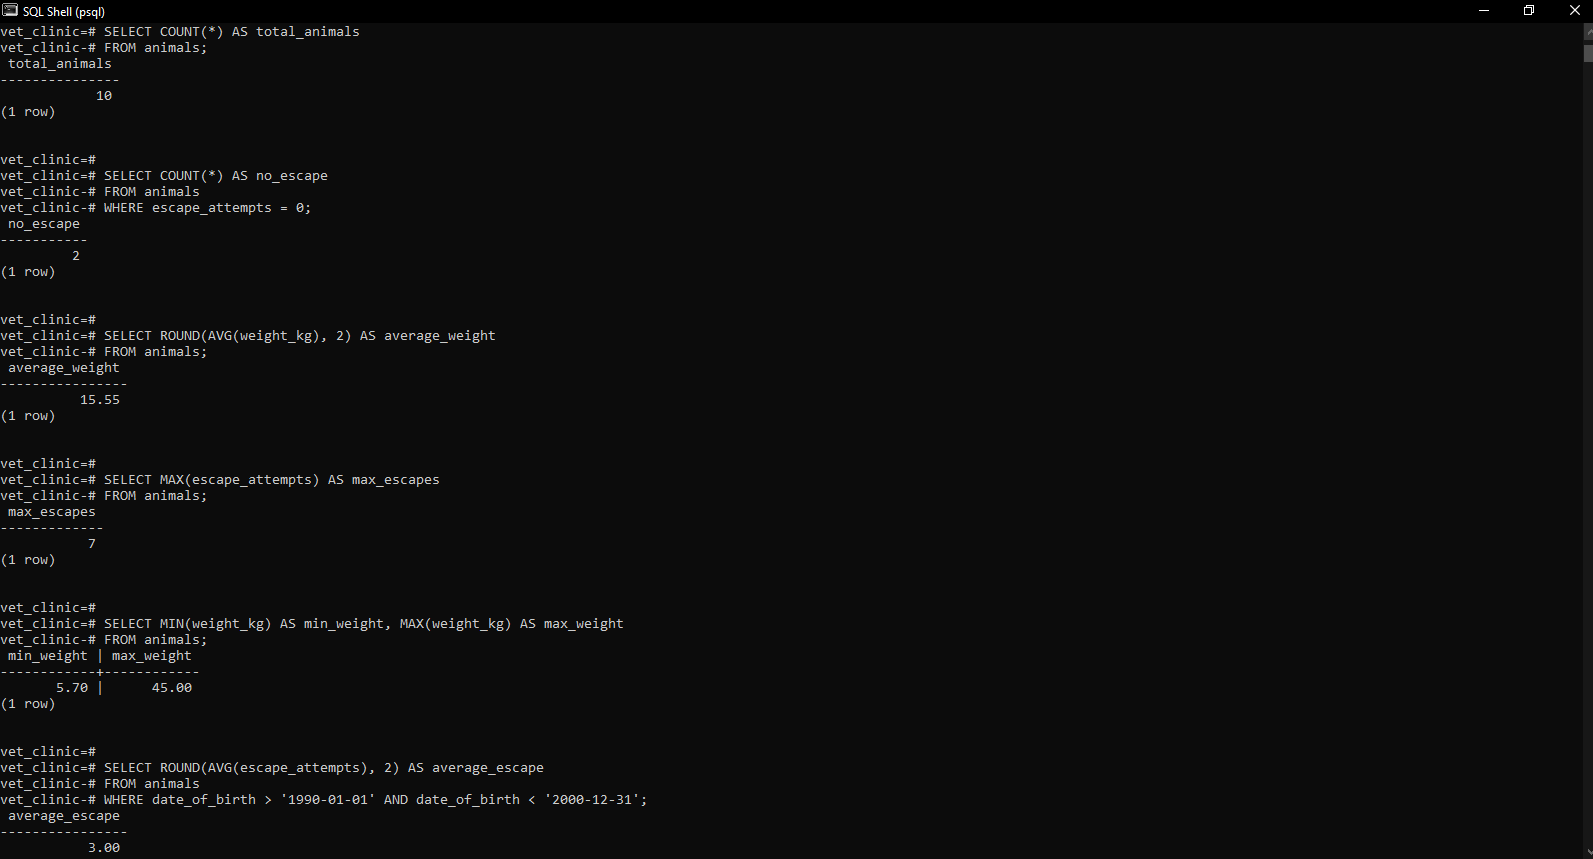 SQL Shell (psql)
vet_clinic=# SELECT COUNT(*) AS total_animals
vet_clinic-# FROM animals;
 total_animals
---------------
            10
(1 row)


vet_clinic=#
vet_clinic=# SELECT COUNT(*) AS no_escape
vet_clinic-# FROM animals
vet_clinic-# WHERE escape_attempts = 0;
 no_escape
-----------
         2
(1 row)


vet_clinic=#
vet_clinic=# SELECT ROUND(AVG(weight_kg), 2) AS average_weight
vet_clinic-# FROM animals;
 average_weight
----------------
          15.55
(1 row)


vet_clinic=#
vet_clinic=# SELECT MAX(escape_attempts) AS max_escapes
vet_clinic-# FROM animals;
 max_escapes
-------------
           7
(1 row)


vet_clinic=#
vet_clinic=# SELECT MIN(weight_kg) AS min_weight, MAX(weight_kg) AS max_weight
vet_clinic-# FROM animals;
 min_weight | max_weight
------------+------------
       5.70 |      45.00
(1 row)


vet_clinic=#
vet_clinic=# SELECT ROUND(AVG(escape_attempts), 2) AS average_escape
vet_clinic-# FROM animals
vet_clinic-# WHERE date_of_birth > '1990-01-01' AND date_of_birth < '2000-12-31';
 average_escape
----------------
           3.00